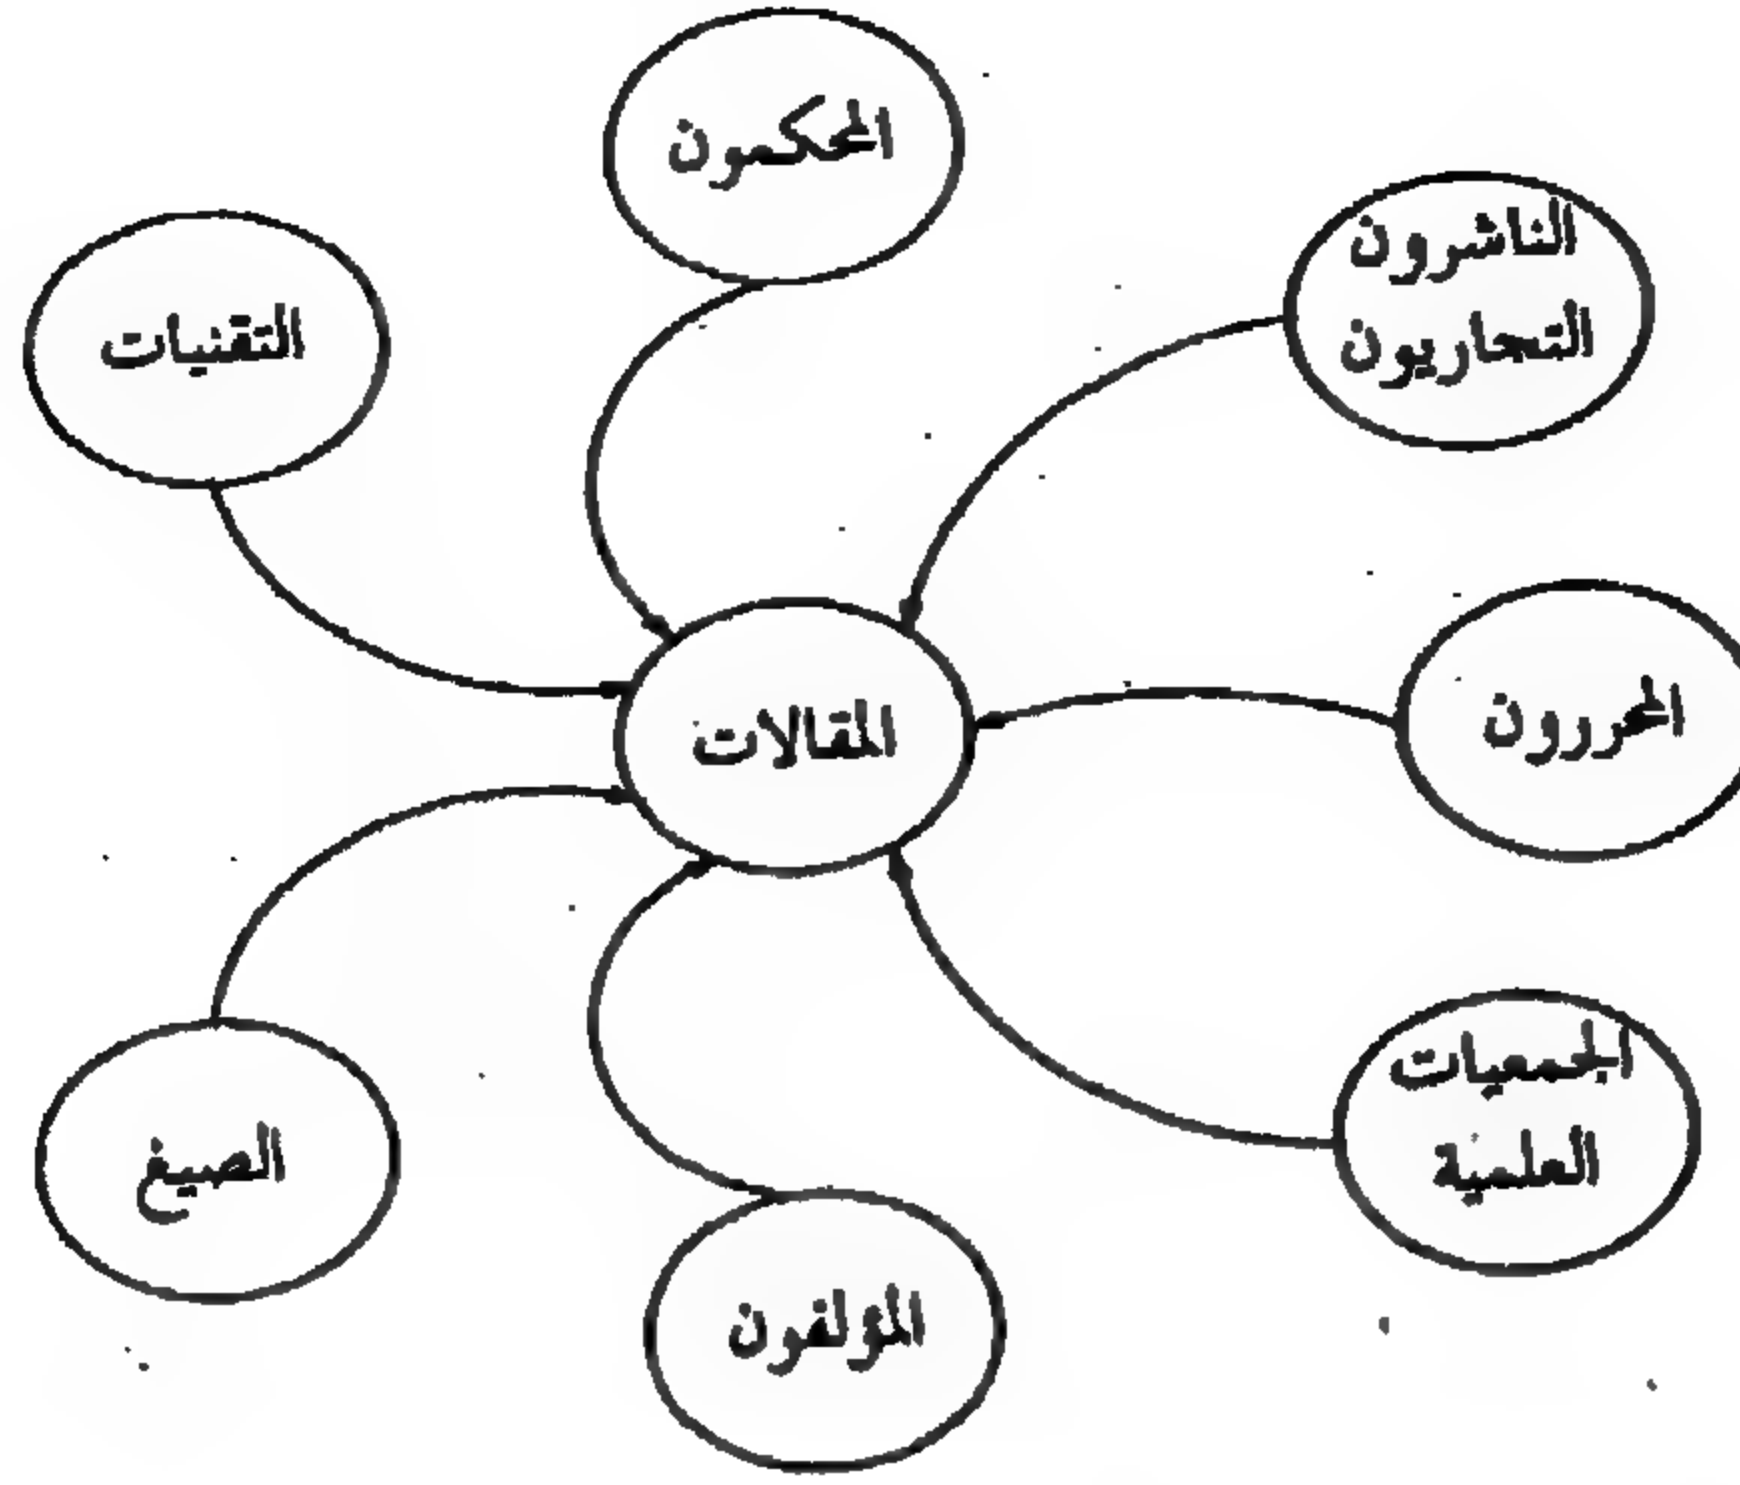 المحكمون
الناشرون
التجاريون
التقنيات
المحررون
المقالات
الجمعيات
العلمية
الصيغ
المؤلفون